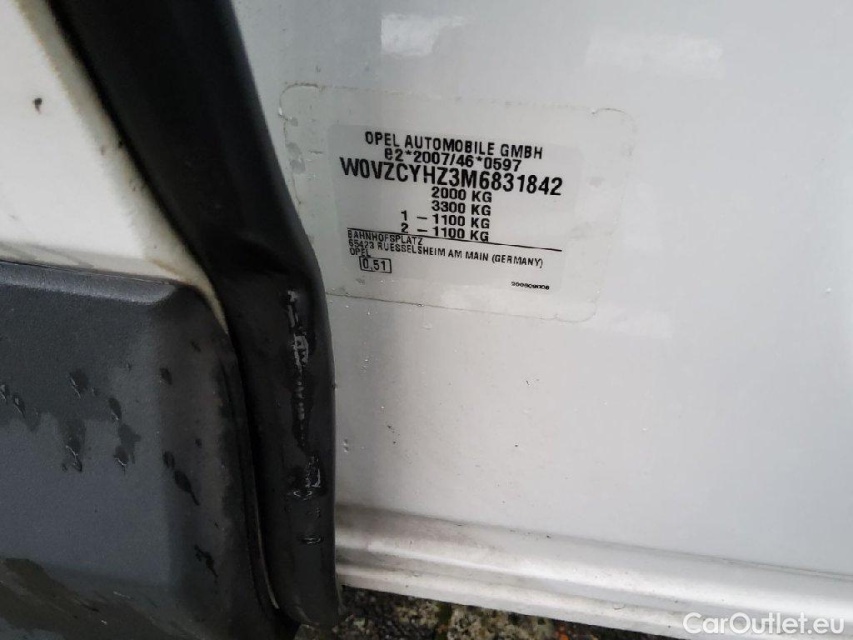 OPEL AUTOMOBILE GMBH
e2*2007/46*0597
W0VZCYHZ3M6831842
2000 KG
3300 KG
1 - 1100 KG
2 - 1100 KG
BAHNHOFSPLATZ
65423 RUESSELSHEIM AM MAIN (GERMANY)
OPEL
0.51
CarOutlet.eu